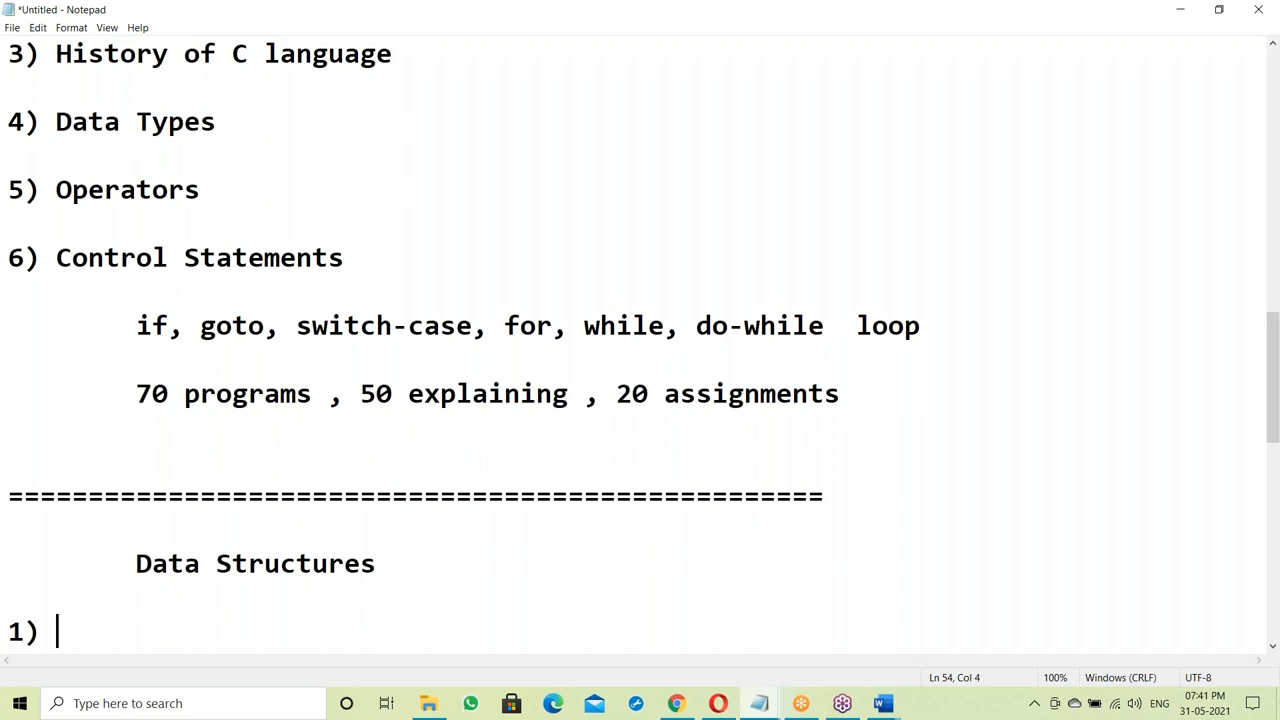 *Untitled - Notepad
File Edit Format View Help
3) History of C language
4) Data Types
5) Operators
6) Control Statements
if, goto, switch-case, for, while, do-while loop
70 programs , 50 explaining , 20 assignments
===================================================
Data Structures
1)
Ln 54, Col 4 100% Windows (CRLF) UTF-8
Type here to search
ENG
07:41 PM
31-05-2021